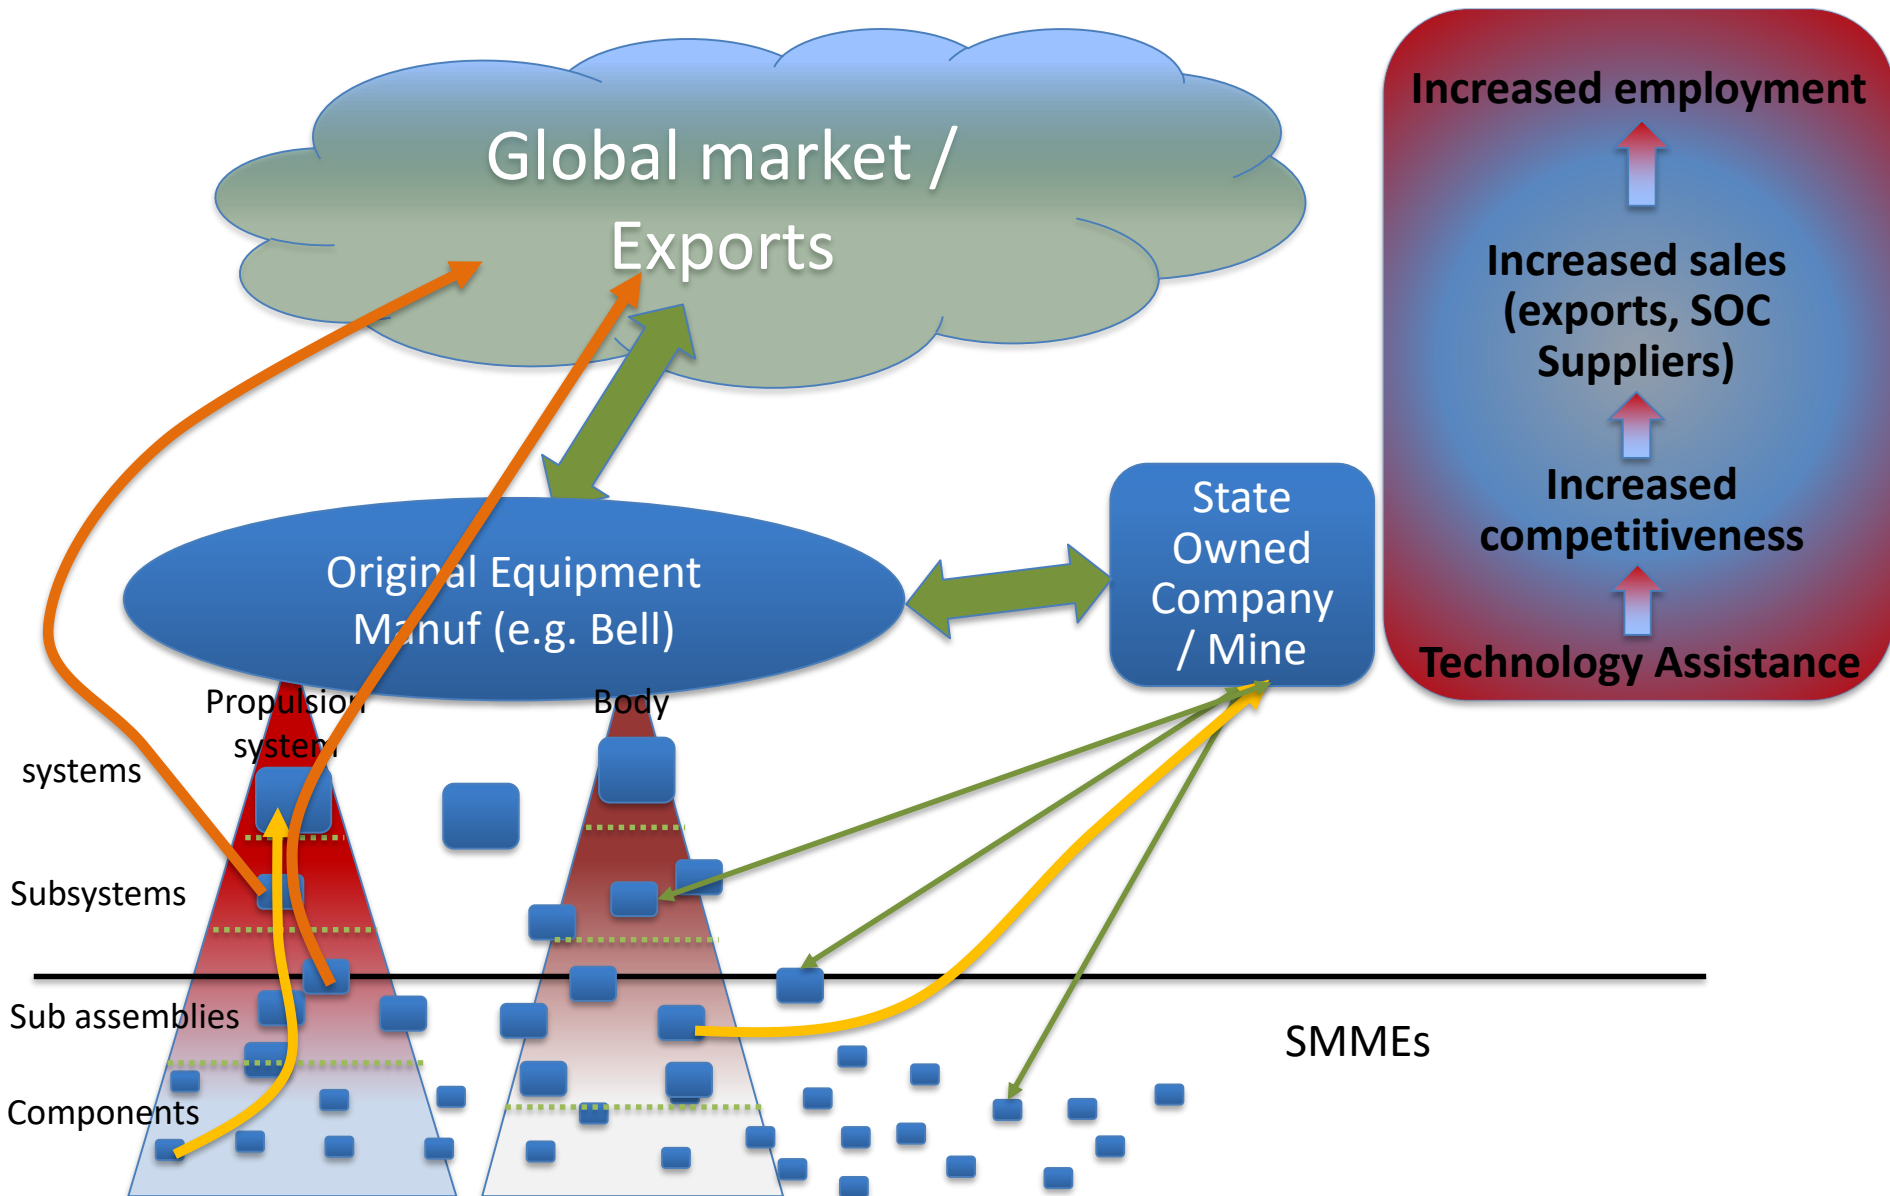 Global market /
Exports
Increased employment
Increased sales
(exports, SOC
Suppliers)
Increased
competitiveness
Technology Assistance
State
Owned
Company
/ Mine
Original Equipment
Manuf (e.g. Bell)
Propulsion
system
Body
systems
Subsystems
Sub assemblies
SMMEs
Components